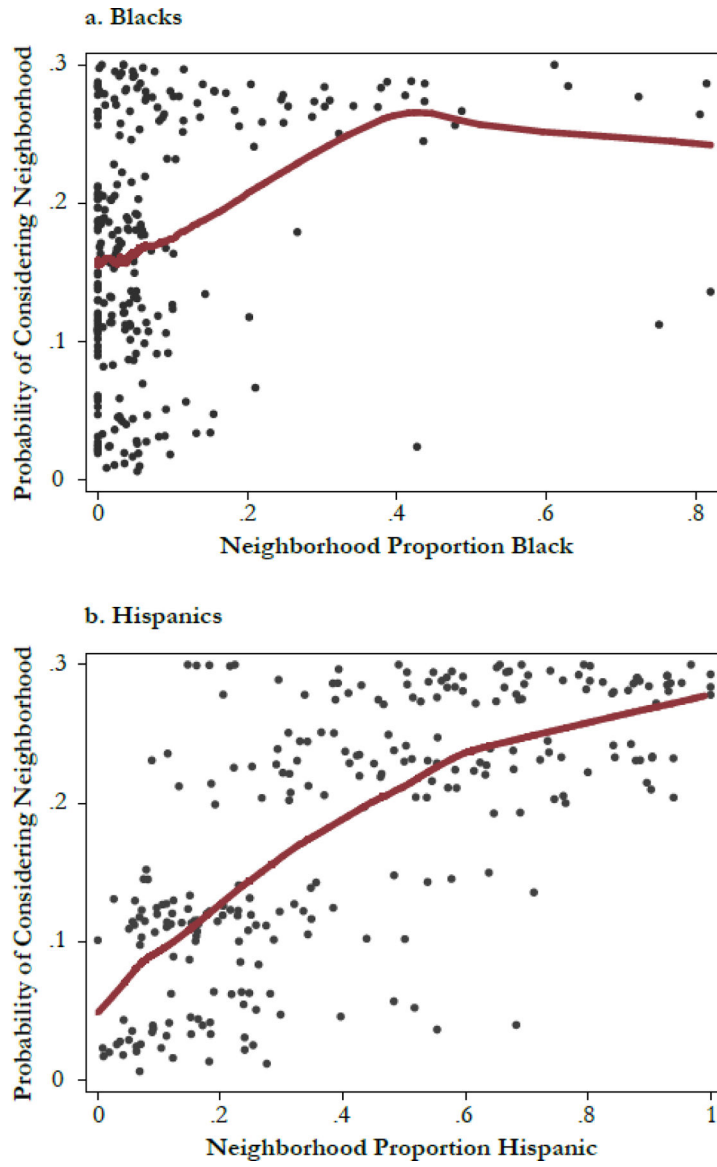 a. Blacks
.3
.2
.1
0
Probability of Considering Neighborhood
0 .2 .4 .6 .8
Neighborhood Proportion Black
b. Hispanics
.3
.2
.1
0
Probability of Considering Neighborhood
0 .2 .4 .6 .8 1
Neighborhood Proportion Hispanic